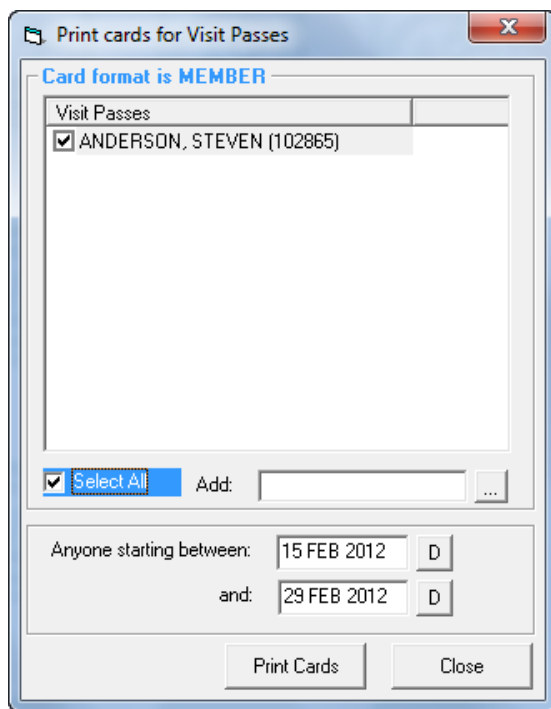 Print cards for Visit Passes
Card format is MEMBER
Visit Passes
ANDERSON, STEVEN (102865)
Select All Add: ...
Anyone starting between: 15 FEB 2012 D
and: 29 FEB 2012 D
Print Cards Close